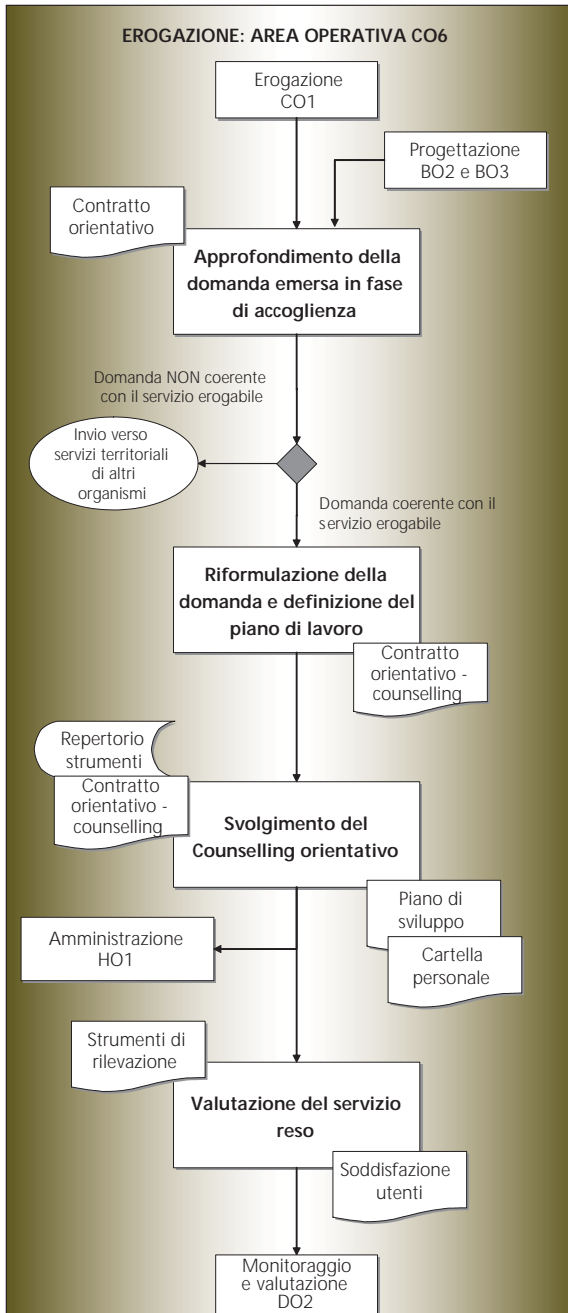 EROGAZIONE: AREA OPERATIVA CO6
Erogazione
CO1
Progettazione
BO2 e BO3
Contratto
orientativo
Approfondimento della
domanda emersa in fase
di accoglienza
Domanda NON coerente
con il servizio erogabile
Invio verso
servizi territoriali
di altri
organismi
Domanda coerente con il
servizio erogabile
Riformulazione della
domanda e definizione del
piano di lavoro
Contratto
orientativo -
counselling
Repertorio
strumenti
Contratto
orientativo -
counselling
Svolgimento del
Counselling orientativo
Piano di
sviluppo
Amministrazione
HO1
Cartella
personale
Strumenti di
rilevazione
Valutazione del servizio
reso
Soddisfazione
utenti
Monitoraggio
e valutazione
DO2